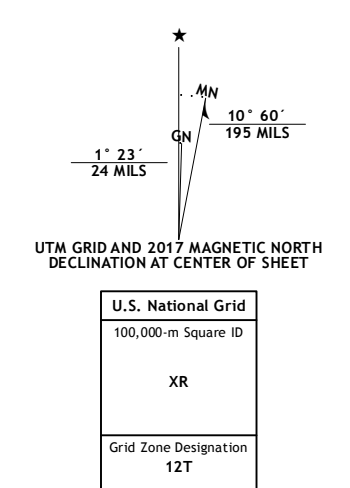 ★
MN
GN
10° 60´
195 MILS
1° 23´
24 MILS
UTM GRID AND 2017 MAGNETIC NORTH
DECLINATION AT CENTER OF SHEET
U.S. National Grid
100,000-m Square ID
XR
Grid Zone Designation
12T